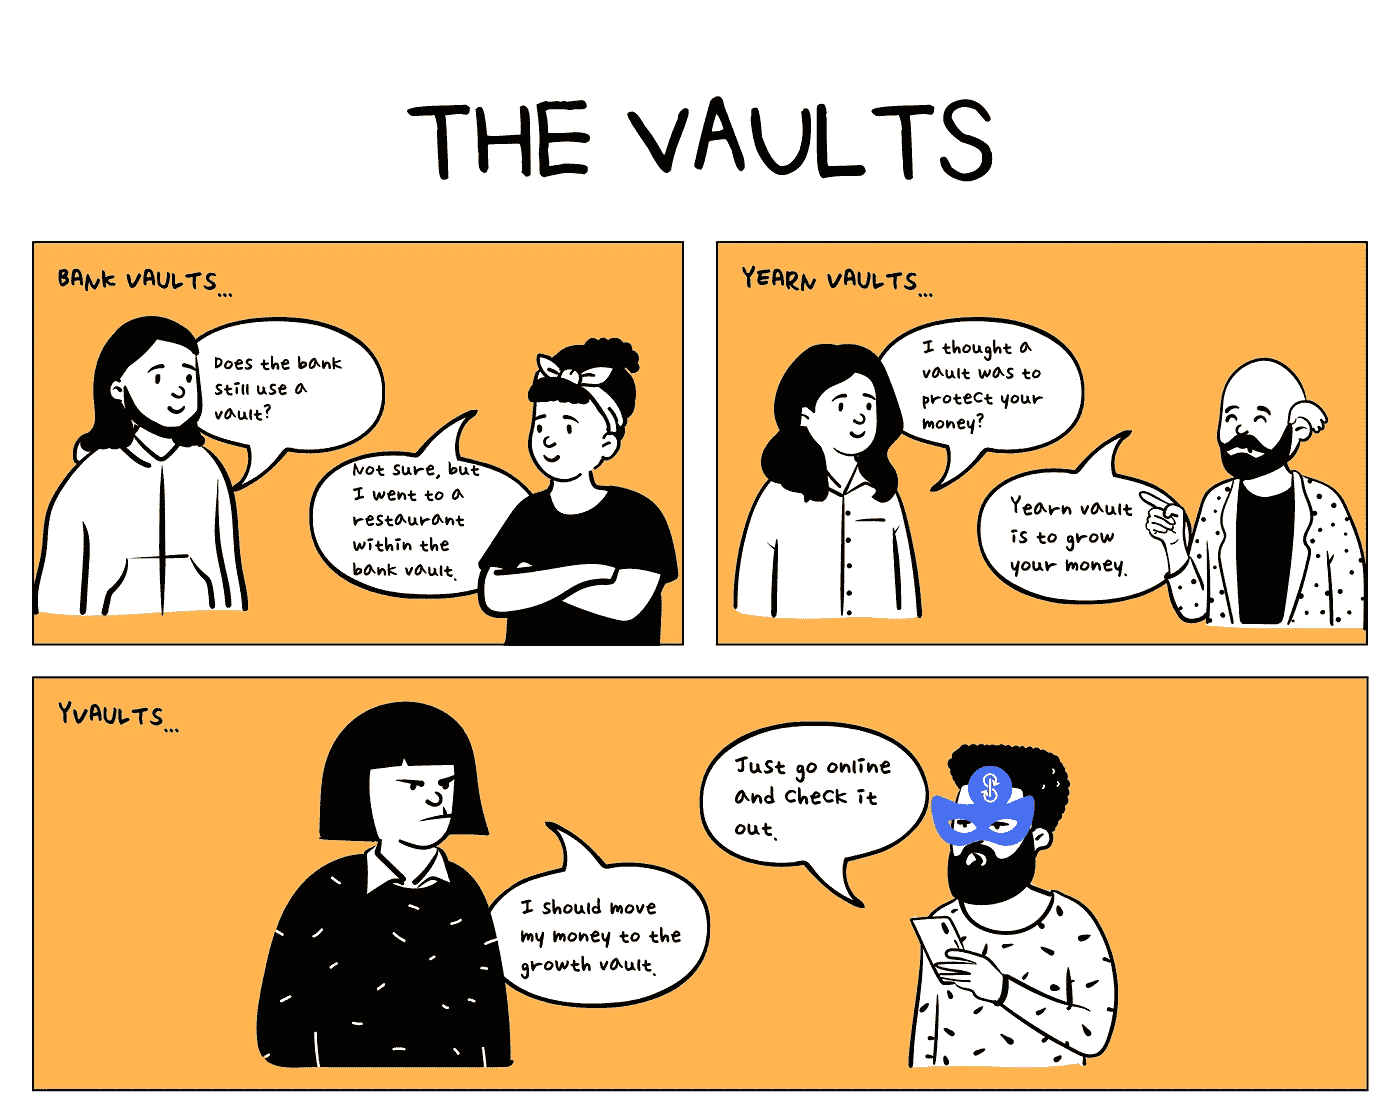 THE VAULTS
BANK VAULTS...
Does the bank
still use a
vault?
Not sure, but
I went to a
restaurant
within the
bank vault.
YEARN VAULTS...
I thought a
vault was to
protect your
money?
Yearn vault
is to grow
your money.
YVAULTS...
I should move
my money to the
growth vault.
Just go online
and check it
out.